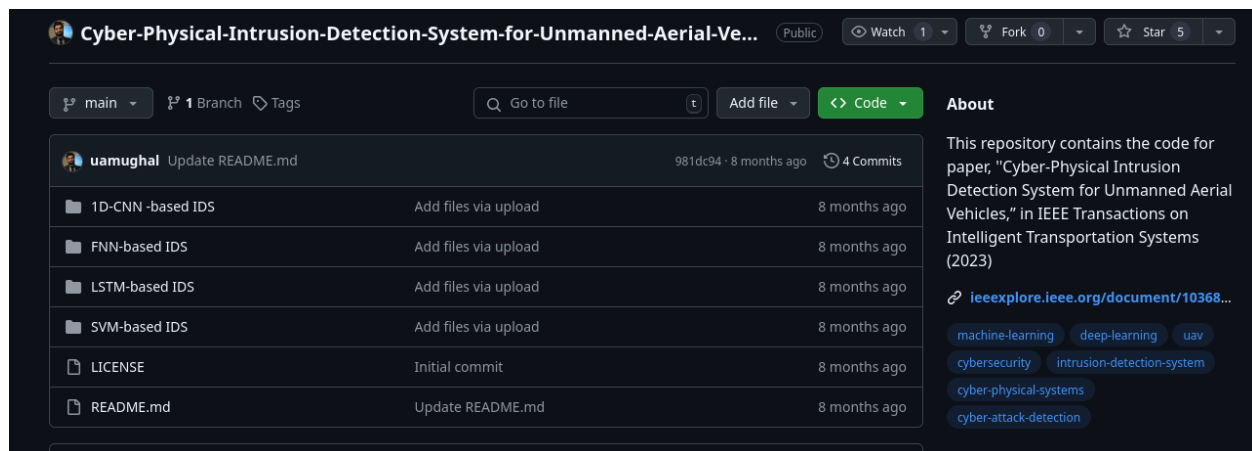 Cyber-Physical-Intrusion-Detection-System-for-Unmanned-Aerial-Ve... Public Watch 1 Fork 0 Star 5
main 1 Branch Tags Go to file t Add file Code
uamughal Update README.md 981dc94 · 8 months ago 4 Commits
1D-CNN -based IDS Add files via upload 8 months ago
FNN-based IDS Add files via upload 8 months ago
LSTM-based IDS Add files via upload 8 months ago
SVM-based IDS Add files via upload 8 months ago
LICENSE Initial commit 8 months ago
README.md Update README.md 8 months ago
About
This repository contains the code for
paper, "Cyber-Physical Intrusion
Detection System for Unmanned Aerial
Vehicles,” in IEEE Transactions on
Intelligent Transportation Systems
(2023)
ieeexplore.ieee.org/document/10368...
machine-learning deep-learning uav
cybersecurity intrusion-detection-system
cyber-physical-systems
cyber-attack-detection